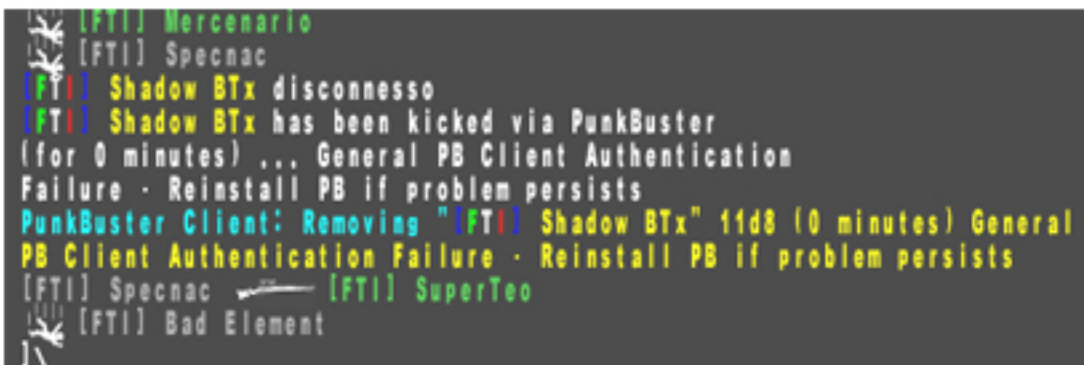 [FTI] Mercenario
[FTI] Specnac
[FTI] Shadow BTx disconnesso
[FTI] Shadow BTx has been kicked via PunkBuster
(for 0 minutes) ... General PB Client Authentication
Failure - Reinstall PB if problem persists
PunkBuster Client: Removing "[FTI] Shadow BTx" 11d8 (0 minutes) General
PB Client Authentication Failure - Reinstall PB if problem persists
[FTI] Specnac [FTI] SuperTeo
[FTI] Bad Element
]\